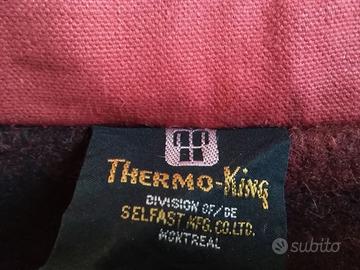 THERMO-King
DIVISION OF/DE
SELFAST MFG.CO.LTD.
MONTREAL
subito